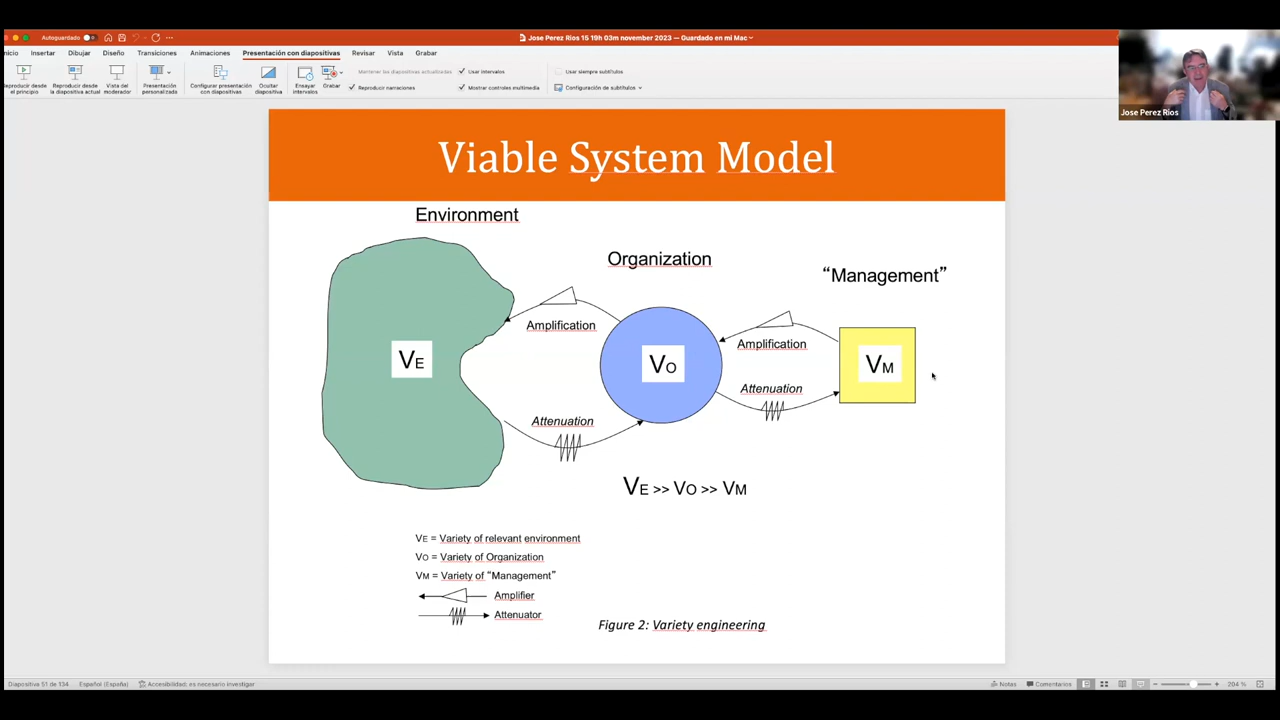 Autoguardado
Jose Perez Rios 15 19h 03m november 2023 — Guardado en mi Mac
nicio Insertar Dibujar Diseño Transiciones Animaciones Presentación con diapositivas Revisar Vista Grabar
Reproducir desde el principio
Reproducir desde la diapositiva actual
Vista del moderador
Presentación personalizada
Configurar presentación con diapositivas
Ocultar diapositiva
Ensayar intervalos
Grabar
Mantener las diapositivas actualizadas
Reproducir narraciones
Usar intervalos
Mostrar controles multimedia
Usar siempre subtítulos
Configuración de subtítulos
Jose Perez Rios
Viable System Model
Environment
Organization
“Management”
Amplification
Amplification
VE
VO
VM
Attenuation
Attenuation
VE >> VO >> VM
VE = Variety of relevant environment
VO = Variety of Organization
VM = Variety of “Management”
Amplifier
Attenuator
Figure 2: Variety engineering
Diapositiva 51 de 134 Español (España) Accesibilidad: es necesario investigar
Notas Comentarios 204 %